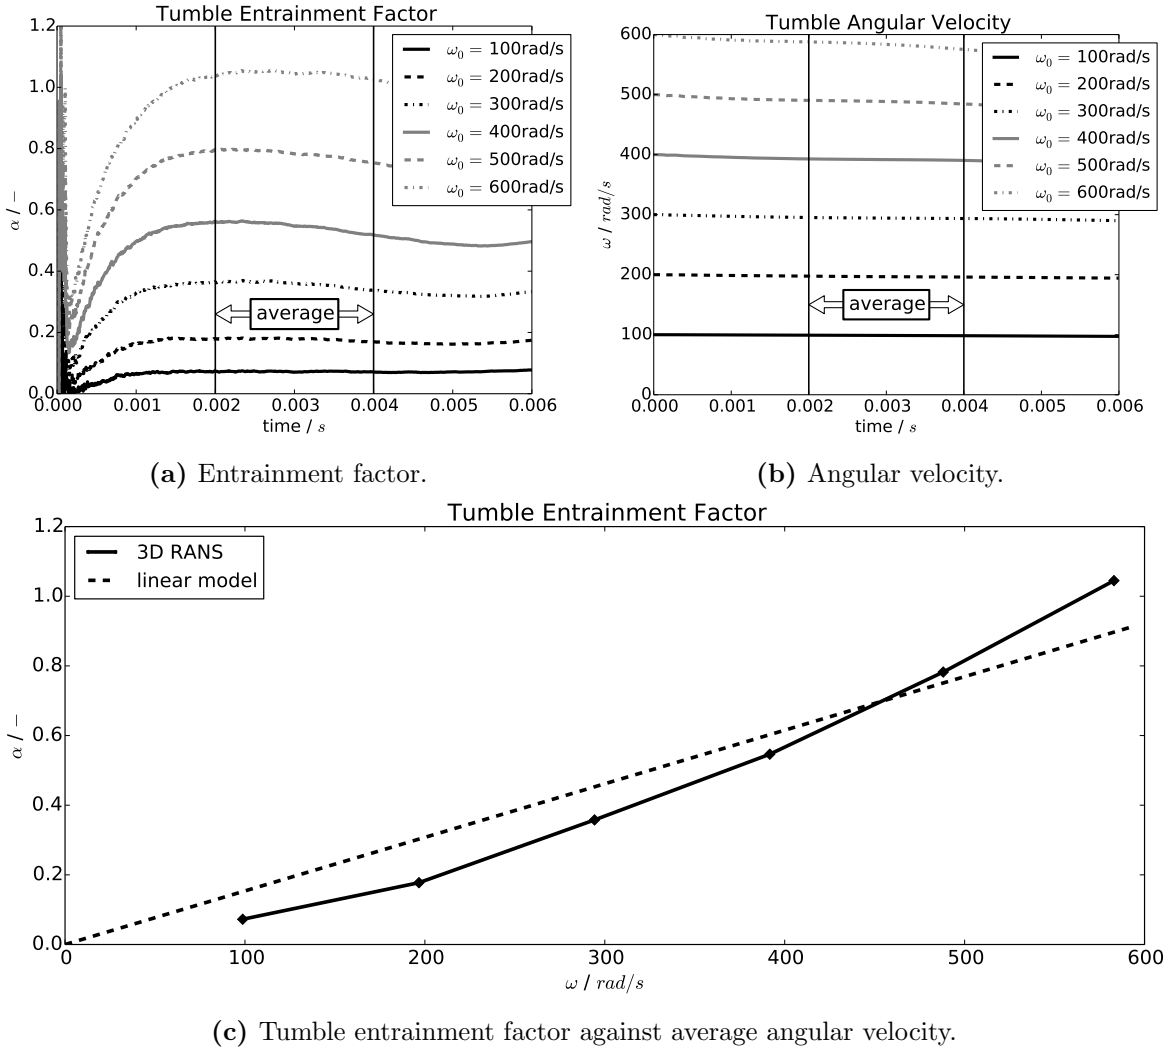 Tumble Entrainment Factor
1.2
1.0
0.8
0.6
0.4
0.2
0.0
α / −
ω₀ = 100rad/s
ω₀ = 200rad/s
ω₀ = 300rad/s
ω₀ = 400rad/s
ω₀ = 500rad/s
ω₀ = 600rad/s
average
0.000 0.001 0.002 0.003 0.004 0.005 0.006
time / s
(a) Entrainment factor.
Tumble Angular Velocity
600
500
400
300
200
100
0
ω / rad/s
ω₀ = 100rad/s
ω₀ = 200rad/s
ω₀ = 300rad/s
ω₀ = 400rad/s
ω₀ = 500rad/s
ω₀ = 600rad/s
average
0.000 0.001 0.002 0.003 0.004 0.005 0.006
time / s
(b) Angular velocity.
Tumble Entrainment Factor
1.2
1.0
0.8
0.6
0.4
0.2
0.0
α / −
3D RANS
linear model
0 100 200 300 400 500 600
ω / rad/s
(c) Tumble entrainment factor against average angular velocity.